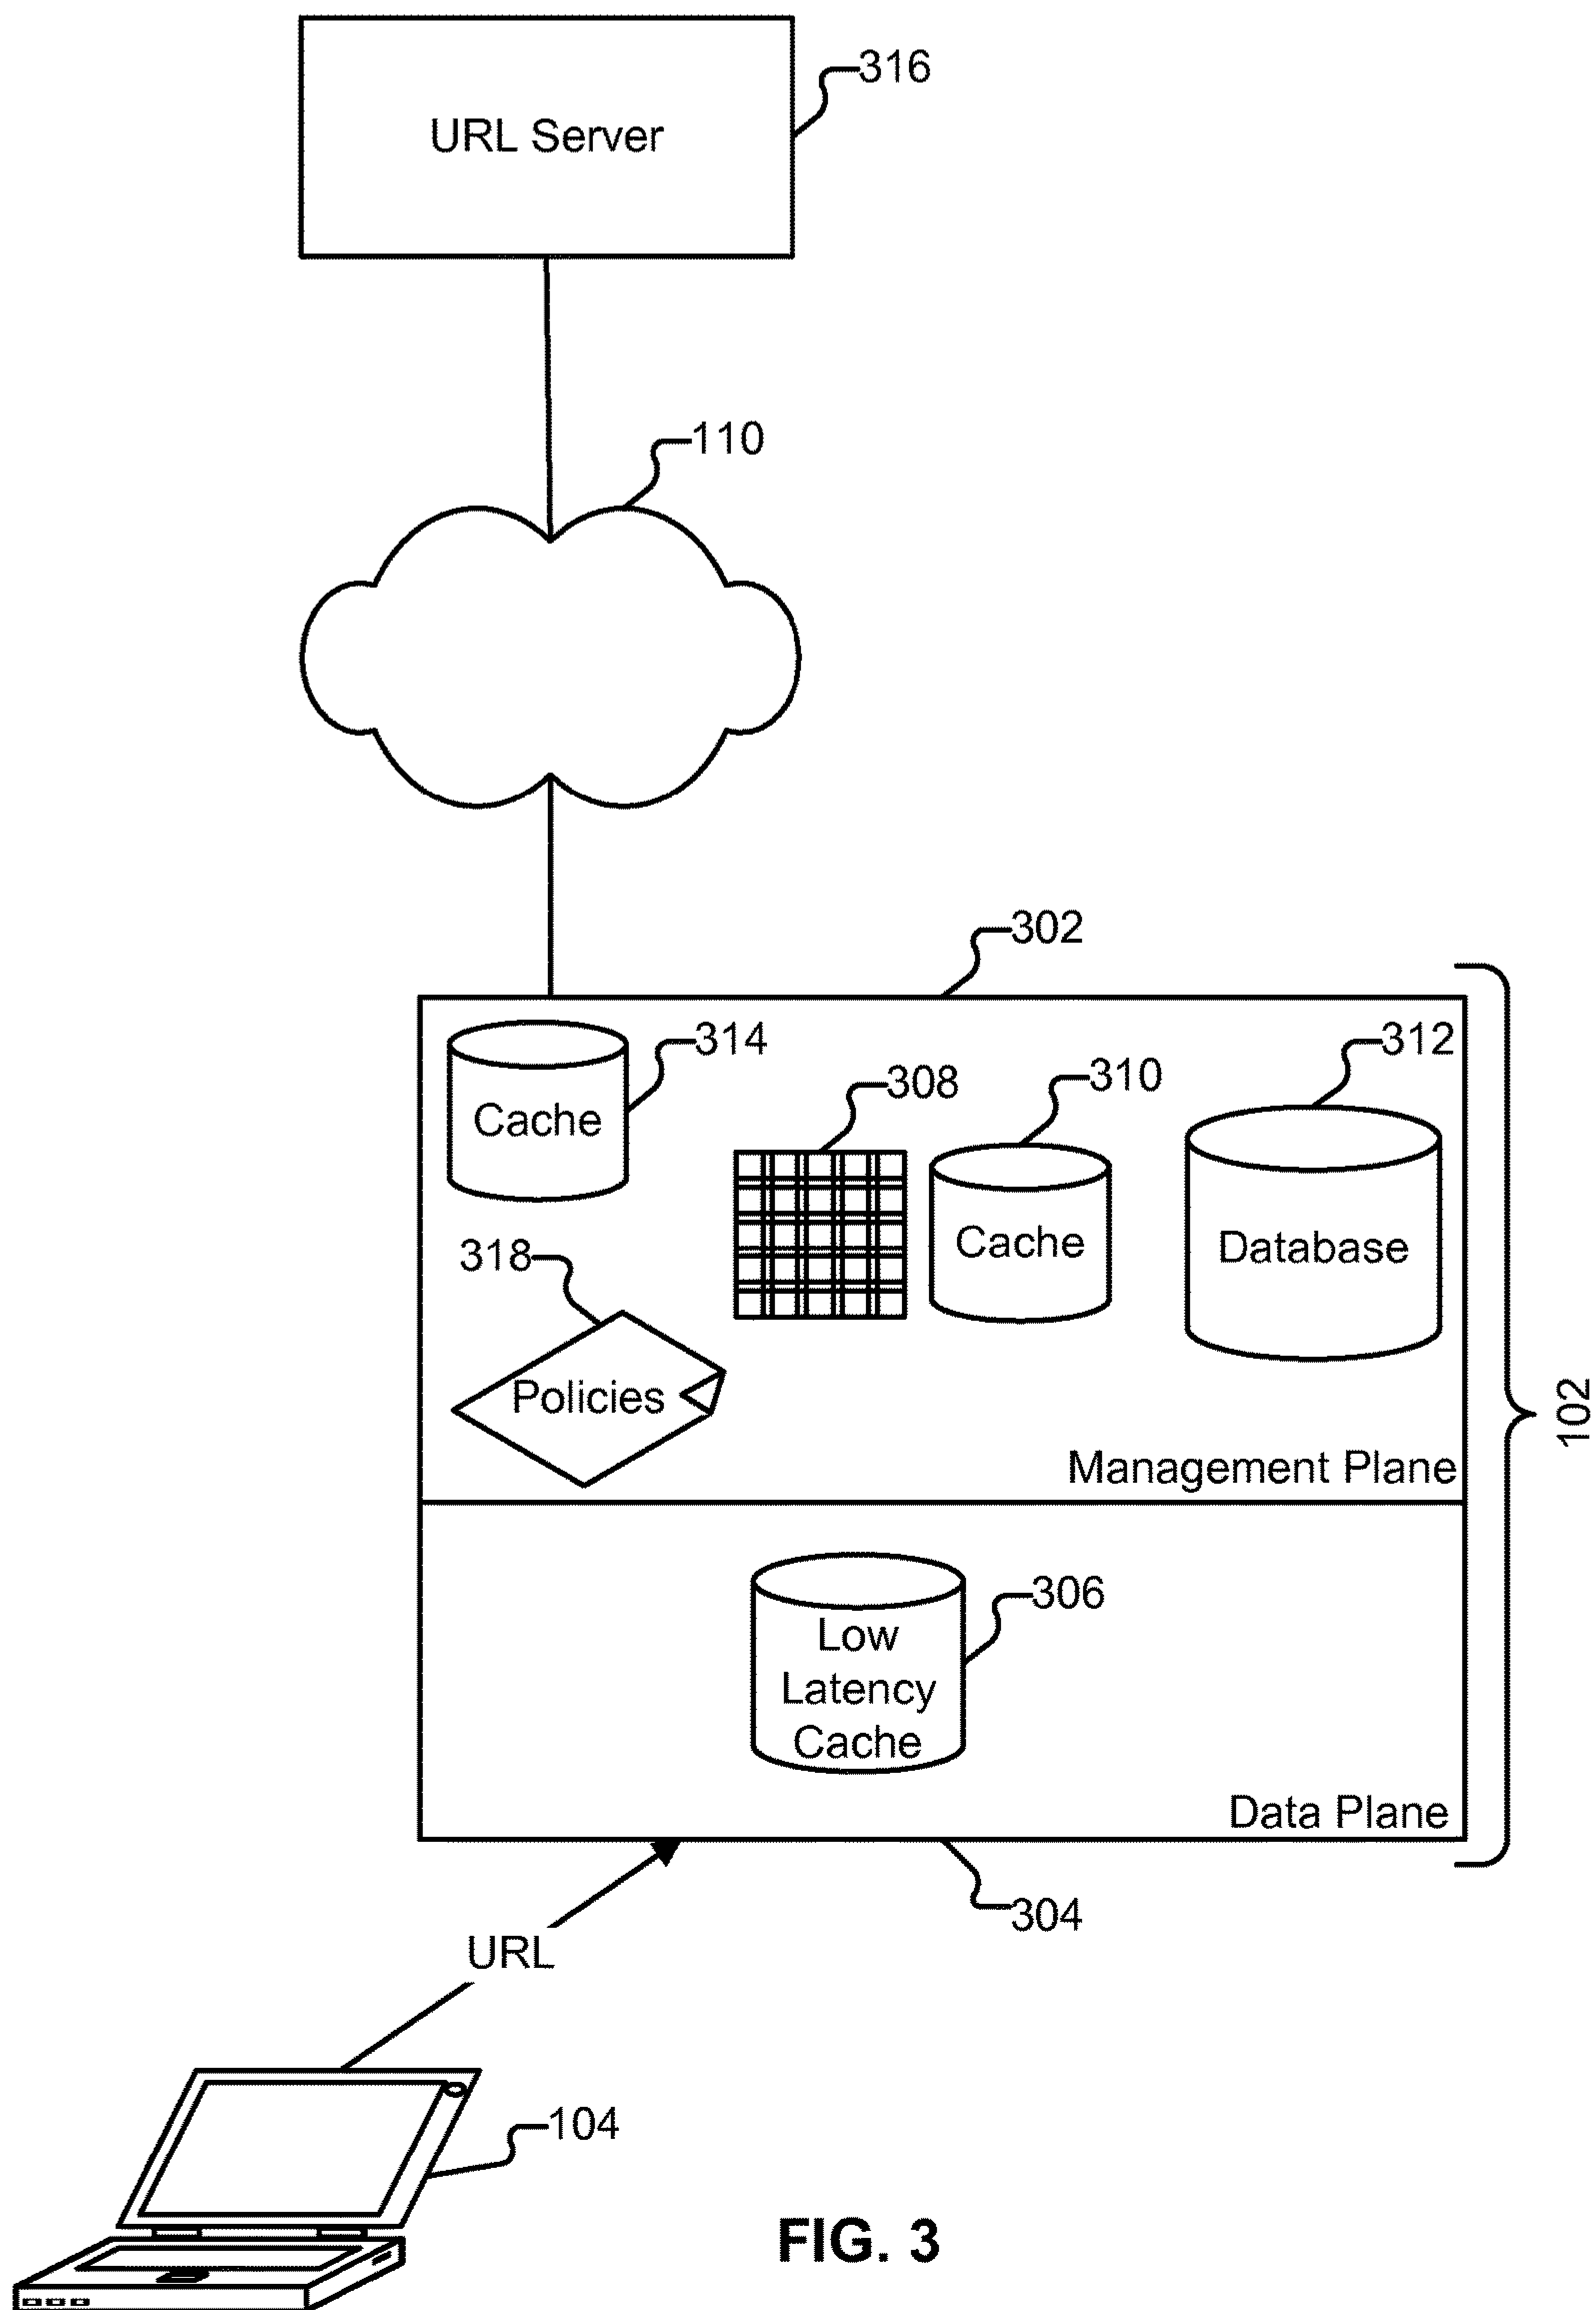 316
URL Server
110
302
314
312
308
310
Cache
318
Cache
Database
Policies
102
Management Plane
306
Low
Latency
Cache
Data Plane
304
URL
104
FIG. 3